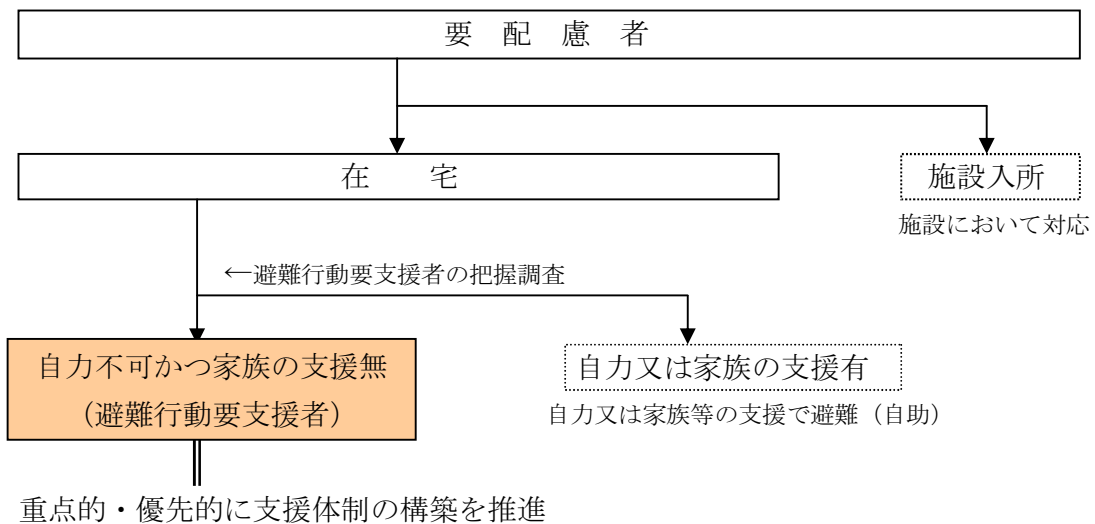 要　配　慮　者
在　　宅
施設入所
施設において対応
←避難行動要支援者の把握調査
自力不可かつ家族の支援無
（避難行動要支援者）
自力又は家族の支援有
自力又は家族等の支援で避難（自助）
重点的・優先的に支援体制の構築を推進